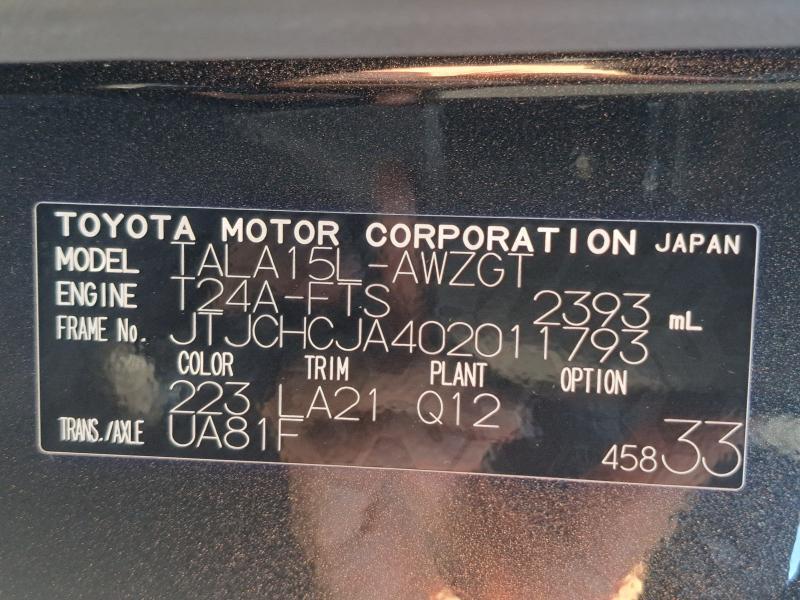 TOYOTA MOTOR CORPORATION JAPAN
MODEL TALA15L-AWZGT
ENGINE T24A-FTS 2393 mL
FRAME No. JTJCHCJA402011793
COLOR TRIM PLANT OPTION
223 LA21 Q12
TRANS./AXLE UA81F
45833